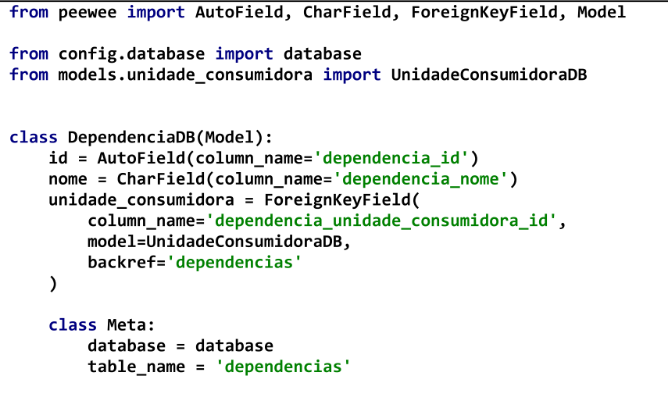 from peewee import AutoField, CharField, ForeignKeyField, Model

from config.database import database
from models.unidade_consumidora import UnidadeConsumidoraDB


class DependenciaDB(Model):
    id = AutoField(column_name='dependencia_id')
    nome = CharField(column_name='dependencia_nome')
    unidade_consumidora = ForeignKeyField(
        column_name='dependencia_unidade_consumidora_id',
        model=UnidadeConsumidoraDB,
        backref='dependencias'
    )

    class Meta:
        database = database
        table_name = 'dependencias'